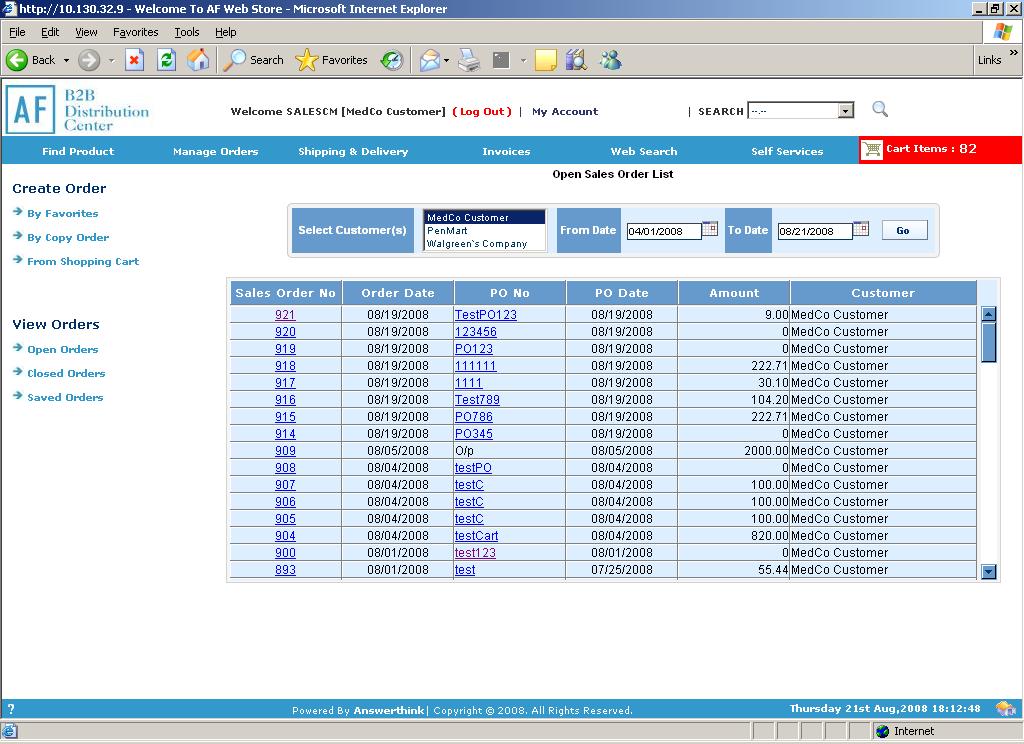 http://10.130.32.9 - Welcome To AF Web Store - Microsoft Internet Explorer
File Edit View Favorites Tools Help
Back Search Favorites Links »
AF B2B Distribution Center
Welcome SALESCM [MedCo Customer] ( Log Out ) | My Account | SEARCH --.--
Find Product Manage Orders Shipping & Delivery Invoices Web Search Self Services Cart Items : 82
Open Sales Order List
Create Order
By Favorites
By Copy Order
From Shopping Cart
View Orders
Open Orders
Closed Orders
Saved Orders
Select Customer(s)
MedCo Customer
PenMart
Walgreen`s Company
From Date 04/01/2008 To Date 08/21/2008 Go
Sales Order No Order Date PO No PO Date Amount Customer
921 08/19/2008 TestPO123 08/19/2008 9.00 MedCo Customer
920 08/19/2008 123456 08/19/2008 0 MedCo Customer
919 08/19/2008 PO123 08/19/2008 0 MedCo Customer
918 08/19/2008 111111 08/19/2008 222.71 MedCo Customer
917 08/19/2008 1111 08/19/2008 30.10 MedCo Customer
916 08/19/2008 Test789 08/19/2008 104.20 MedCo Customer
915 08/19/2008 PO786 08/19/2008 222.71 MedCo Customer
914 08/19/2008 PO345 08/19/2008 0 MedCo Customer
909 08/05/2008 O/p 08/05/2008 2000.00 MedCo Customer
908 08/04/2008 testPO 08/04/2008 0 MedCo Customer
907 08/04/2008 testC 08/04/2008 100.00 MedCo Customer
906 08/04/2008 testC 08/04/2008 100.00 MedCo Customer
905 08/04/2008 testC 08/04/2008 100.00 MedCo Customer
904 08/04/2008 testCart 08/04/2008 820.00 MedCo Customer
900 08/01/2008 test123 08/01/2008 0 MedCo Customer
893 08/01/2008 test 07/25/2008 55.44 MedCo Customer
? Powered By Answerthink | Copyright © 2008. All Rights Reserved. Thursday 21st Aug,2008 18:12:48
Internet